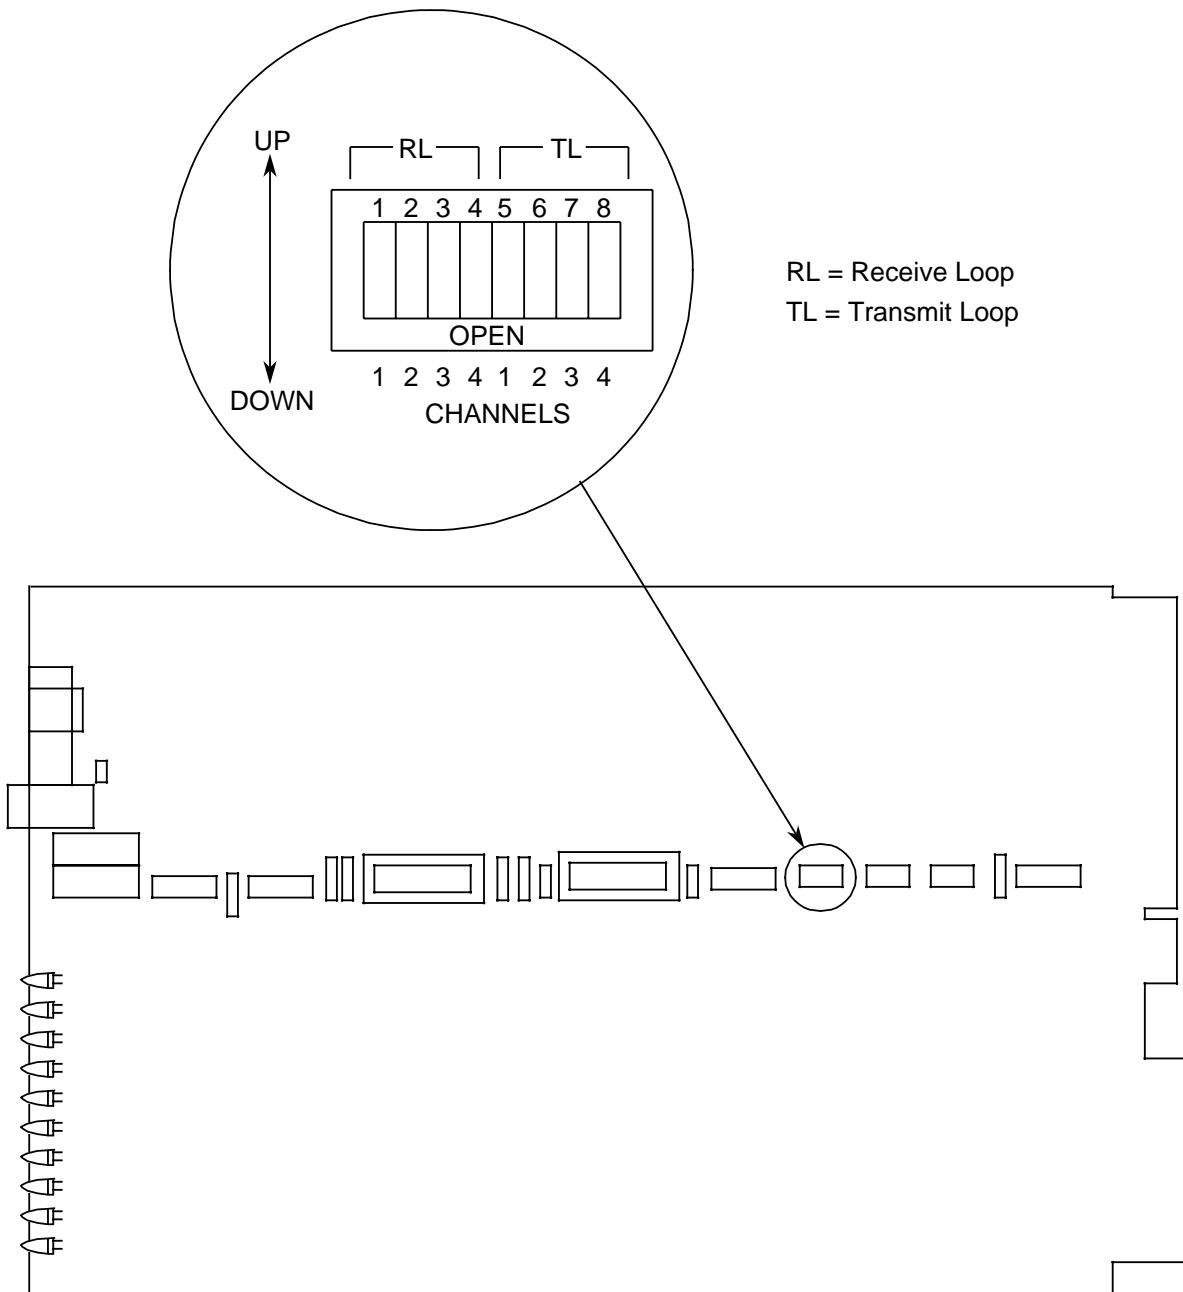 UP
RL TL
1 2 3 4 5 6 7 8
RL = Receive Loop
TL = Transmit Loop
OPEN
1 2 3 4 1 2 3 4
DOWN
CHANNELS